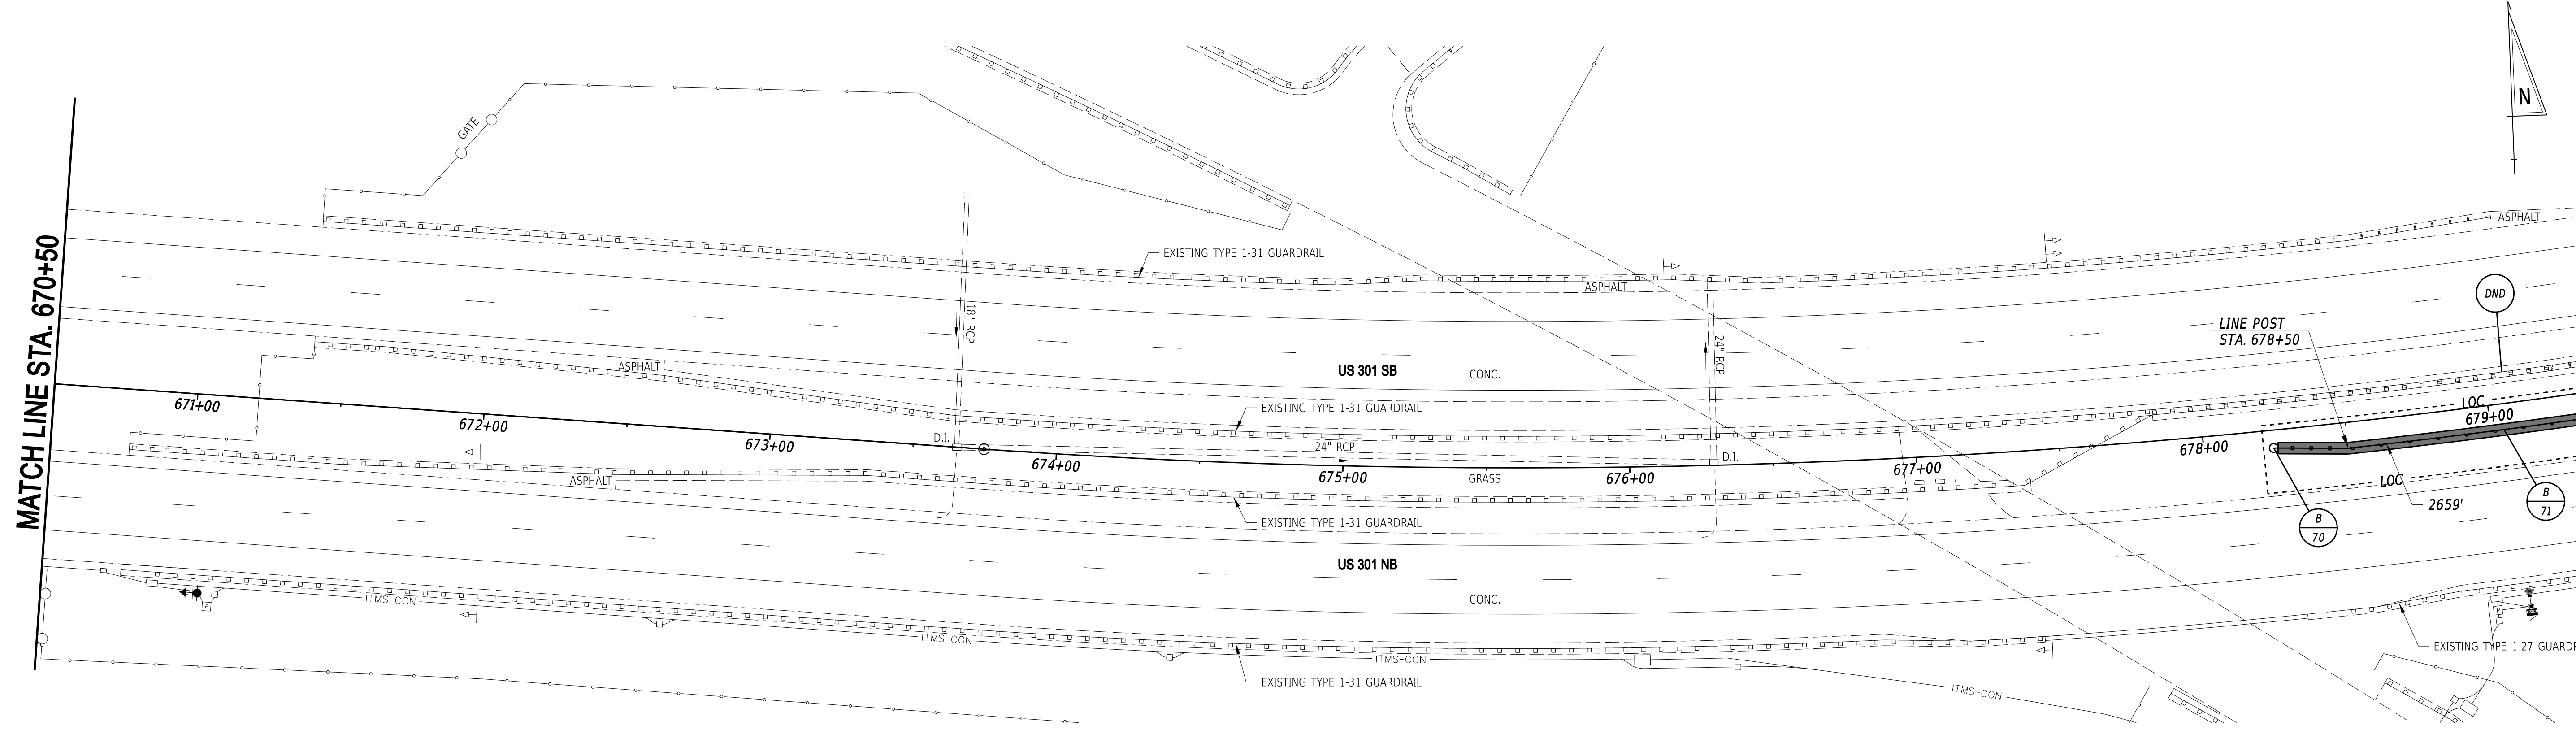 N
GATE
MATCH LINE STA. 670+50
EXISTING TYPE 1-31 GUARDRAIL
ASPHALT
ASPHALT
DND
18" RCP
24" RCP
LINE POST
STA. 678+50
ASPHALT
US 301 SB
CONC.
671+00
672+00
673+00
674+00
675+00
676+00
677+00
678+00
679+00
EXISTING TYPE 1-31 GUARDRAIL
LOC
D.I.
24" RCP
D.I.
ASPHALT
GRASS
LOC
2659'
B
71
B
70
EXISTING TYPE 1-31 GUARDRAIL
US 301 NB
CONC.
P
ITMS-CON
ITMS-CON
ITMS-CON
ITMS-CON
P
EXISTING TYPE 1-27 GUARDR
EXISTING TYPE 1-31 GUARDRAIL